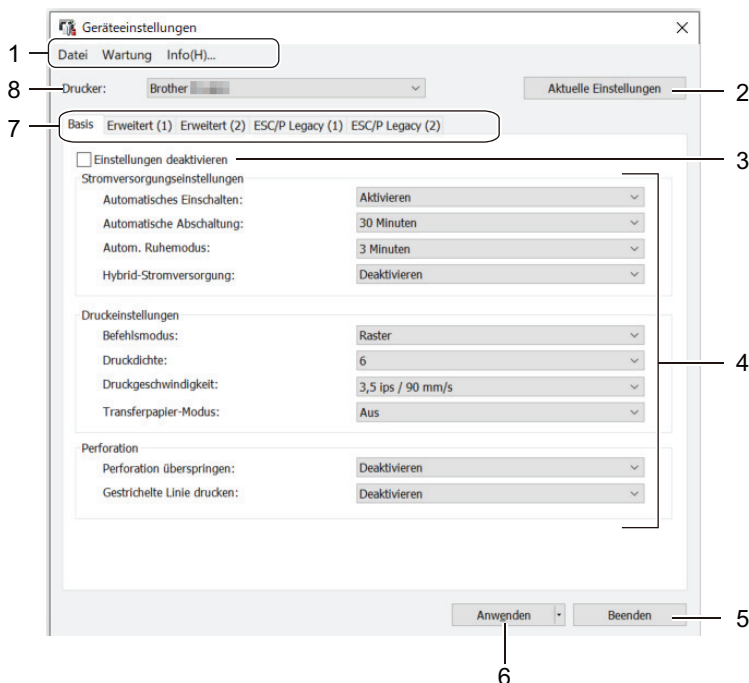 Geräteeinstellungen
1
Datei Wartung Info(H)...
8
Drucker: Brother
Aktuelle Einstellungen
2
7
Basis Erweitert (1) Erweitert (2) ESC/P Legacy (1) ESC/P Legacy (2)
Einstellungen deaktivieren
3
Stromversorgungseinstellungen
Automatisches Einschalten: Aktivieren
Automatische Abschaltung: 30 Minuten
Autom. Ruhemodus: 3 Minuten
Hybrid-Stromversorgung: Deaktivieren
Druckeinstellungen
Befehlsmodus: Raster
Druckdichte: 6
4
Druckgeschwindigkeit: 3,5 ips / 90 mm/s
Transferpapier-Modus: Aus
Perforation
Perforation überspringen: Deaktivieren
Gestrichelte Linie drucken: Deaktivieren
Anwenden Beenden
5
6